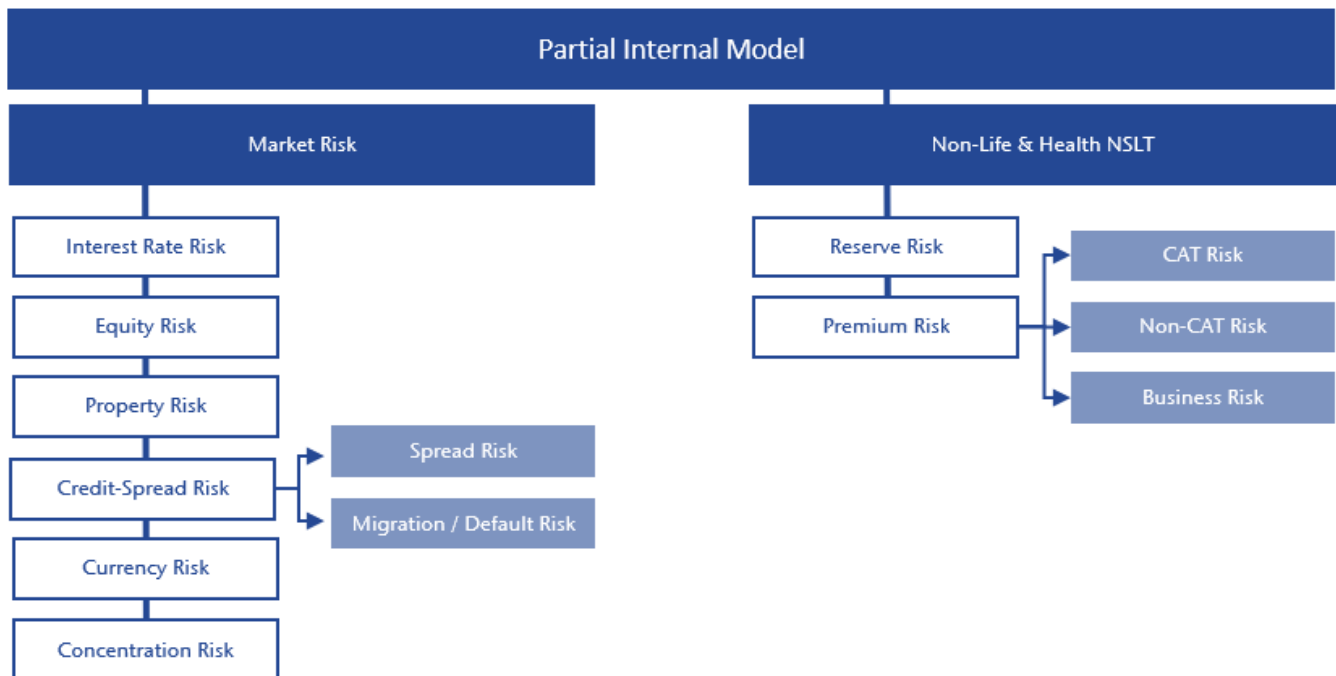 Partial Internal Model
Market Risk
Non-Life & Health NSLT
Interest Rate Risk
Equity Risk
Property Risk
Credit-Spread Risk
Spread Risk
Migration / Default Risk
Currency Risk
Concentration Risk
Reserve Risk
Premium Risk
CAT Risk
Non-CAT Risk
Business Risk